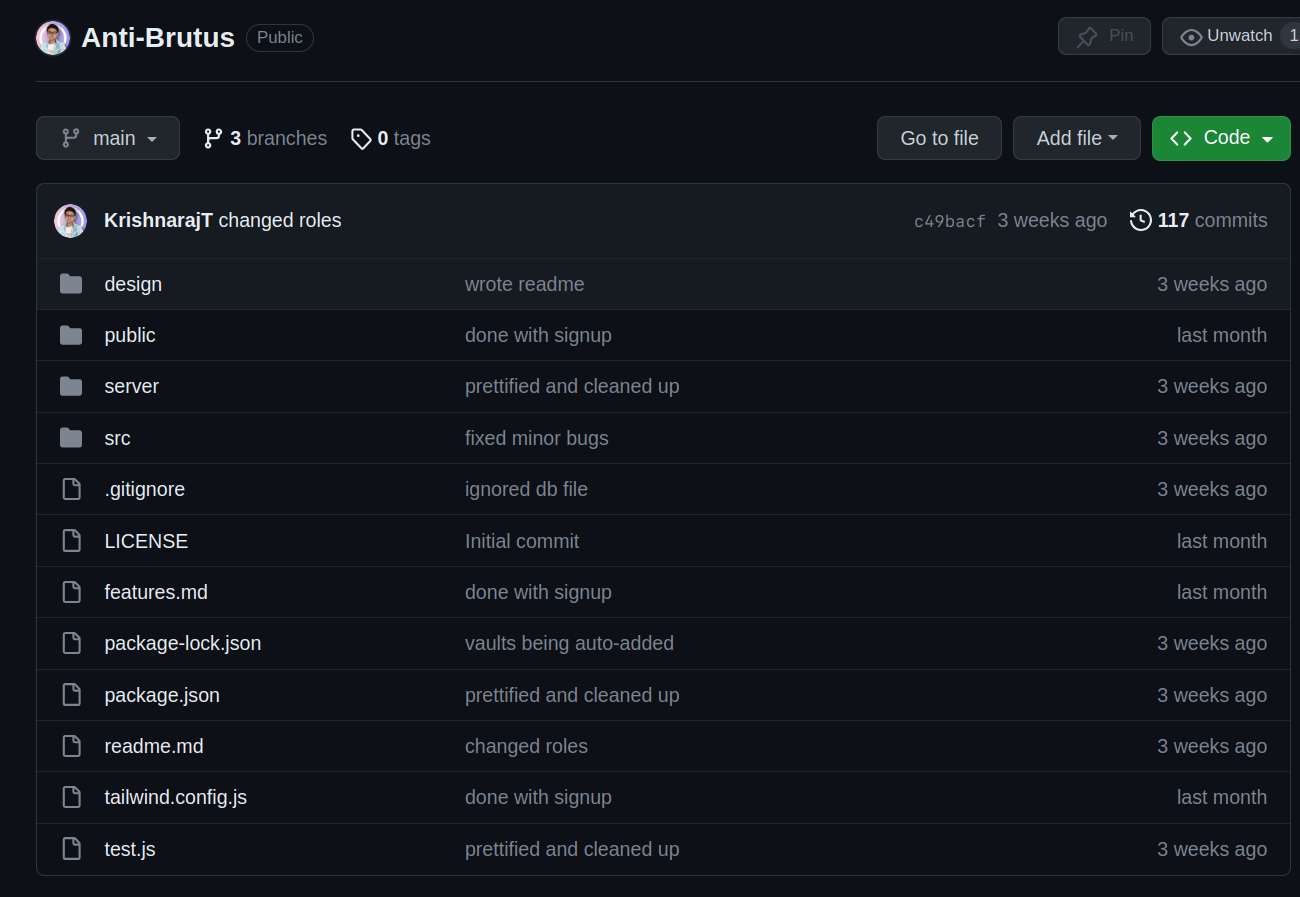 Anti-Brutus Public Pin Unwatch 1
main 3 branches 0 tags Go to file Add file Code
KrishnarajT changed roles c49bacf 3 weeks ago 117 commits
design wrote readme 3 weeks ago
public done with signup last month
server prettified and cleaned up 3 weeks ago
src fixed minor bugs 3 weeks ago
.gitignore ignored db file 3 weeks ago
LICENSE Initial commit last month
features.md done with signup last month
package-lock.json vaults being auto-added 3 weeks ago
package.json prettified and cleaned up 3 weeks ago
readme.md changed roles 3 weeks ago
tailwind.config.js done with signup last month
test.js prettified and cleaned up 3 weeks ago